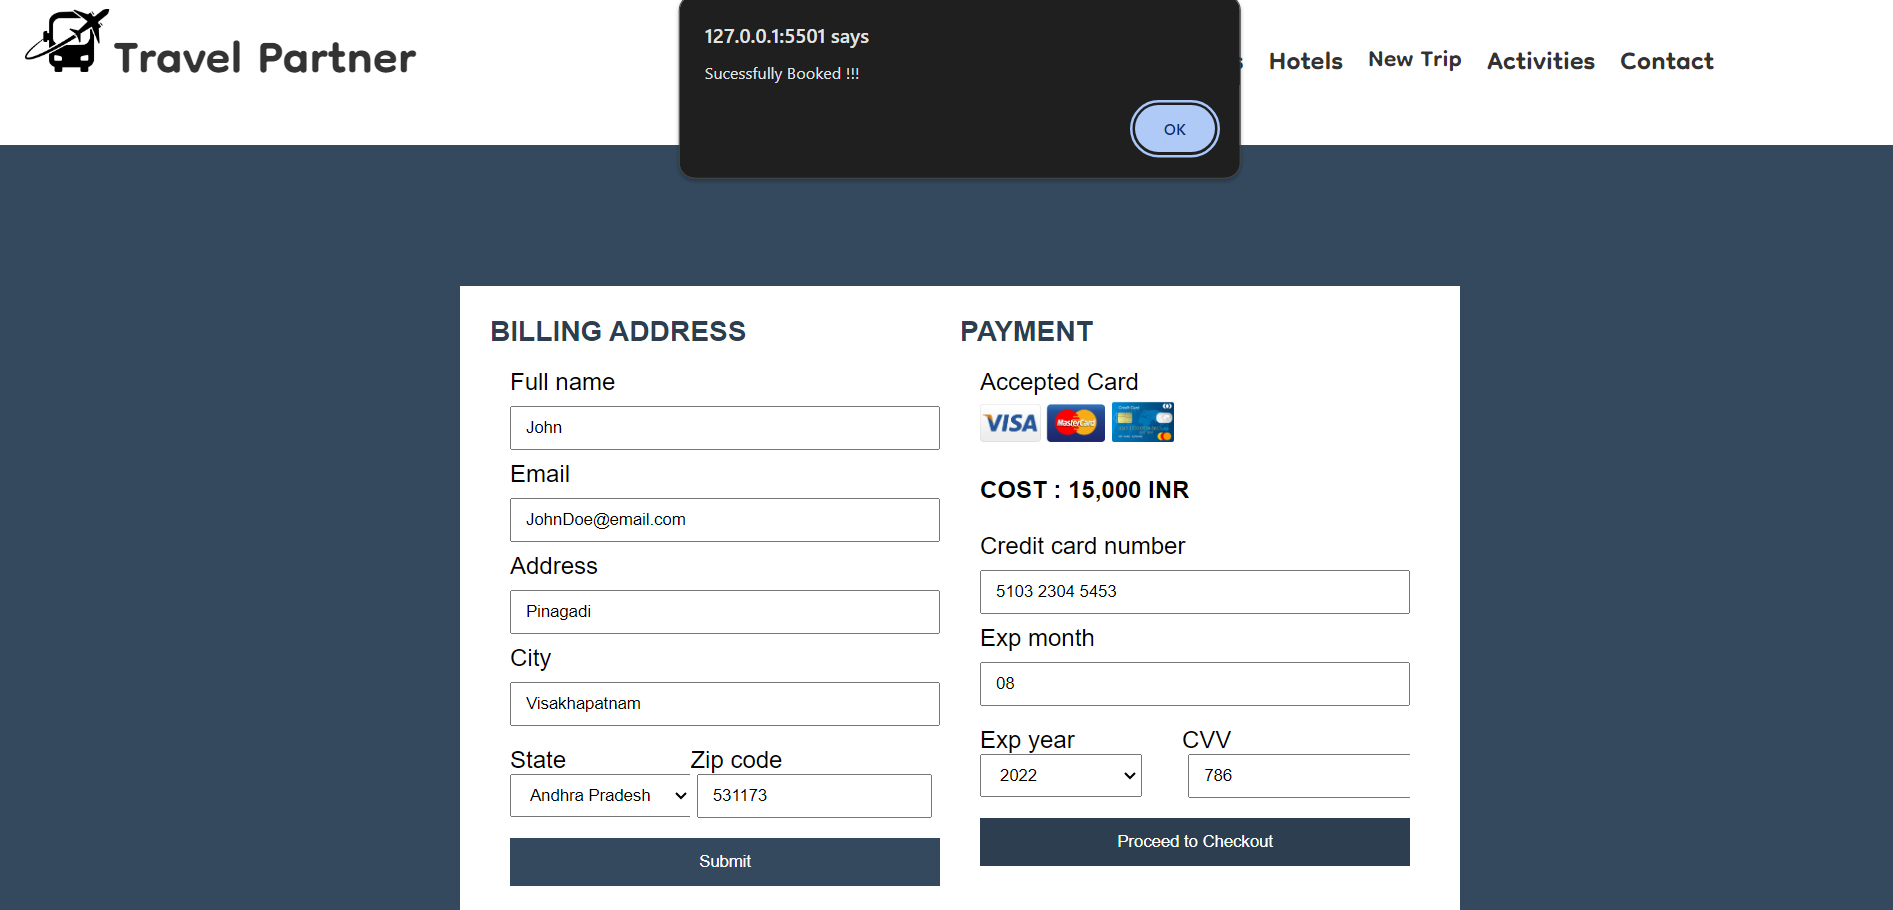 Travel Partner
127.0.0.1:5501 says
Sucessfully Booked !!!
OK
Hotels
New Trip
Activities
Contact
BILLING ADDRESS
Full name
John
Email
JohnDoe@email.com
Address
Pinagadi
City
Visakhapatnam
State
Zip code
Andhra Pradesh
531173
Submit
PAYMENT
Accepted Card
VISA
MasterCard
Credit Card
COST : 15,000 INR
Credit card number
5103 2304 5453
Exp month
08
Exp year
CVV
2022
786
Proceed to Checkout